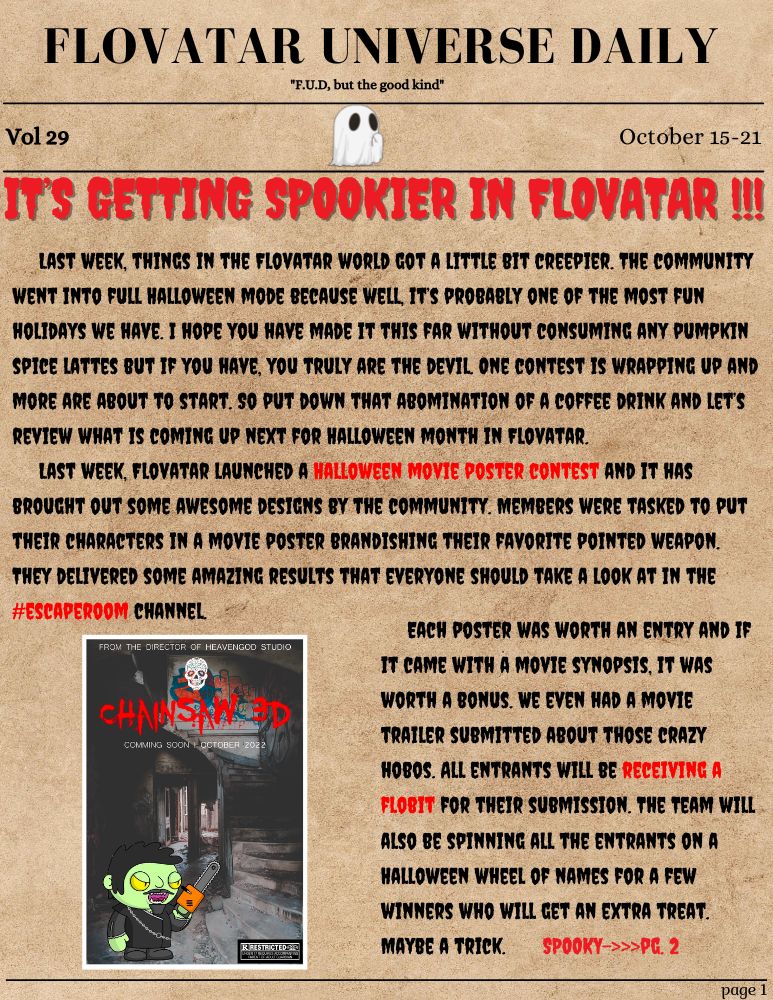 FLOVATAR UNIVERSE DAILY
"F.U.D, but the good kind"
Vol 29
October 15-21
IT'S GETTING SPOOKIER IN FLOVATAR !!!
LAST WEEK, THINGS IN THE FLOVATAR WORLD GOT A LITTLE BIT CREEPIER. THE COMMUNITY
WENT INTO FULL HALLOWEEN MODE BECAUSE WELL, IT'S PROBABLY ONE OF THE MOST FUN
HOLIDAYS WE HAVE. I HOPE YOU HAVE MADE IT THIS FAR WITHOUT CONSUMING ANY PUMPKIN
SPICE LATTES BUT IF YOU HAVE, YOU TRULY ARE THE DEVIL. ONE CONTEST IS WRAPPING UP AND
MORE ARE ABOUT TO START. SO PUT DOWN THAT ABOMINATION OF A COFFEE DRINK AND LET'S
REVIEW WHAT IS COMING UP NEXT FOR HALLOWEEN MONTH IN FLOVATAR.
LAST WEEK, FLOVATAR LAUNCHED A HALLOWEEN MOVIE POSTER CONTEST AND IT HAS
BROUGHT OUT SOME AWESOME DESIGNS BY THE COMMUNITY. MEMBERS WERE TASKED TO PUT
THEIR CHARACTERS IN A MOVIE POSTER BRANDISHING THEIR FAVORITE POINTED WEAPON.
THEY DELIVERED SOME AMAZING RESULTS THAT EVERYONE SHOULD TAKE A LOOK AT IN THE
#ESCAPEROOM CHANNEL.
FROM THE DIRECTOR OF HEAVENGOD STUDIO
CHAINSAW 3D
COMMING SOON | OCTOBER 2022
R RESTRICTED
EACH POSTER WAS WORTH AN ENTRY AND IF
IT CAME WITH A MOVIE SYNOPSIS, IT WAS
WORTH A BONUS. WE EVEN HAD A MOVIE
TRAILER SUBMITTED ABOUT THOSE CRAZY
HOBOS. ALL ENTRANTS WILL BE RECEIVING A
FLOBIT FOR THEIR SUBMISSION. THE TEAM WILL
ALSO BE SPINNING ALL THE ENTRANTS ON A
HALLOWEEN WHEEL OF NAMES FOR A FEW
WINNERS WHO WILL GET AN EXTRA TREAT.
MAYBE A TRICK. SPOOKY->>>PG. 2
page 1